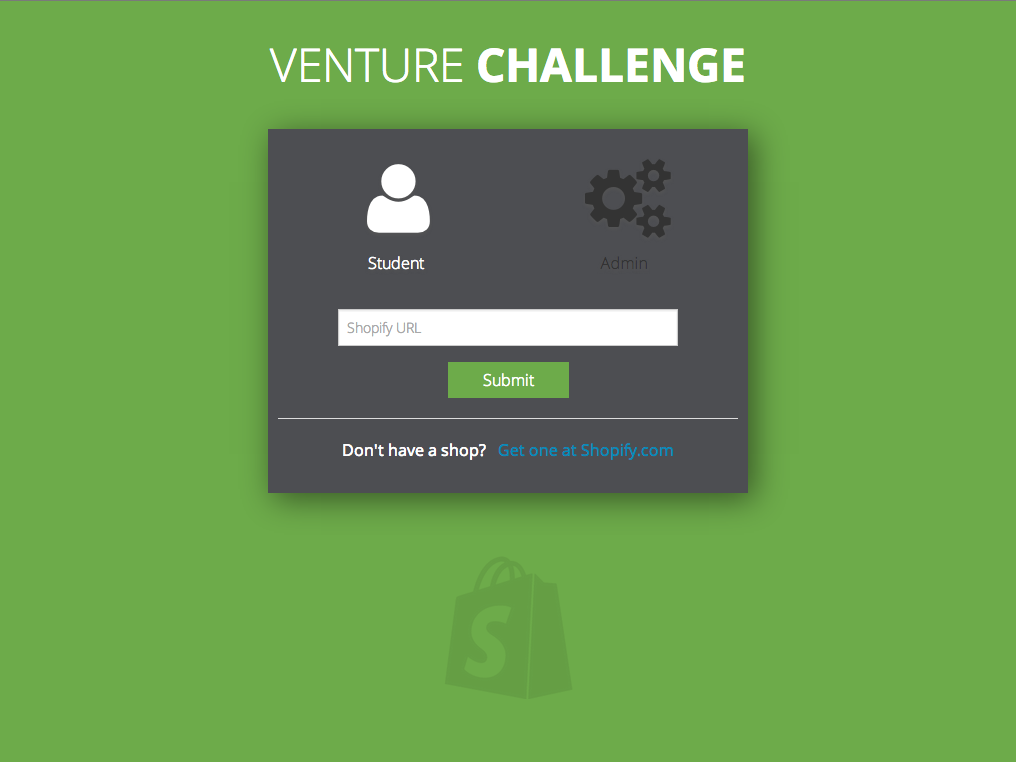 VENTURE CHALLENGE
Student
Admin
Shopify URL
Submit
Don't have a shop? Get one at Shopify.com
S